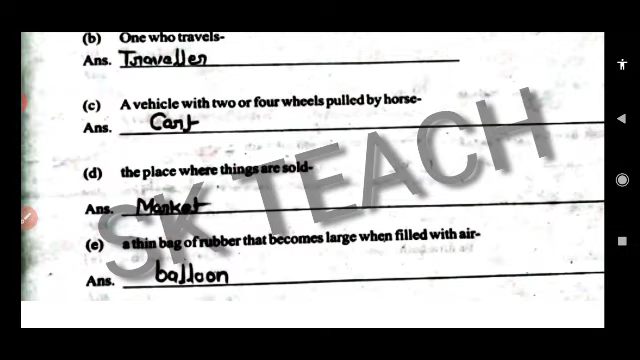 (b) One who travels-
Ans. Traveller
(c) A vehicle with two or four wheels pulled by horse-
Ans. Cart
(d) the place where things are sold-
Ans. Market
(e) a thin bag of rubber that becomes large when filled with air-
Ans. balloon
SK TEACH